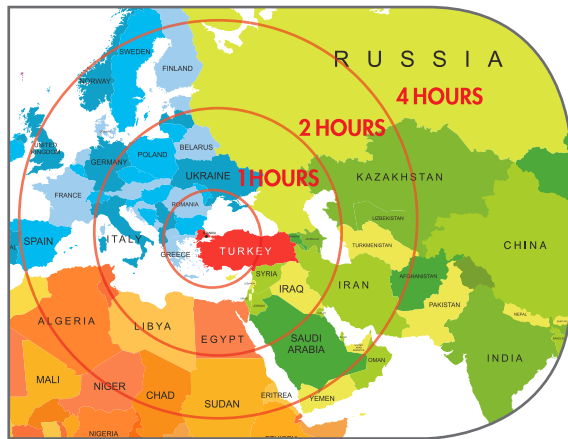 SWEDEN
FINLAND
NORWAY
RUSSIA
4 HOURS
2 HOURS
UNITED
KINGDOM
BELARUS
POLAND
GERMANY
UKRAINE
1 HOURS
KAZAKHSTAN
FRANCE
ROMANIA
UZBEKISTAN
SPAIN
ITALY
GREECE
TURKEY
TURKMENISTAN
CHINA
SYRIA
AFGHANISTAN
IRAQ
IRAN
PAKISTAN
NEPAL
ALGERIA
LIBYA
EGYPT
SAUDI
ARABIA
OMAN
INDIA
MALI
NIGER
CHAD
SUDAN
ERITREA
YEMEN
NIGERIA
ETHIOPIA